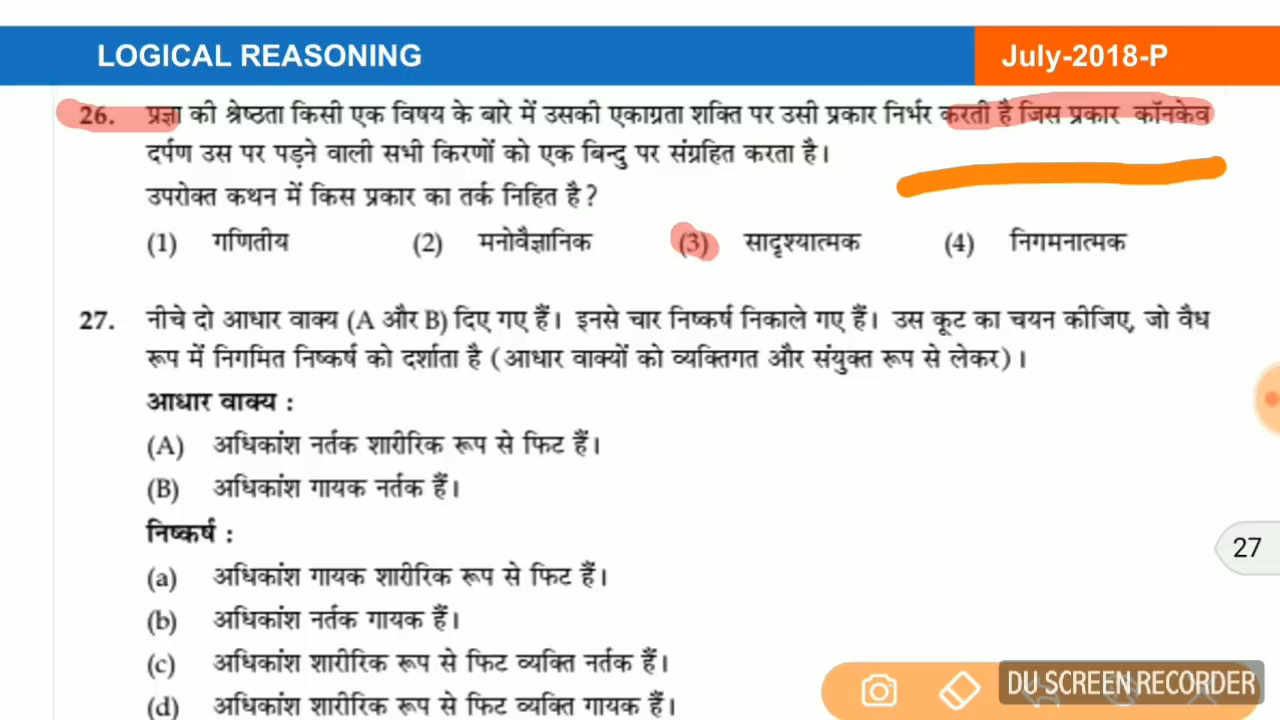 LOGICAL REASONING July-2018-P
26. प्रज्ञा की श्रेष्ठता किसी एक विषय के बारे में उसकी एकाग्रता शक्ति पर उसी प्रकार निर्भर करती है जिस प्रकार कॉनकेव
दर्पण उस पर पड़ने वाली सभी किरणों को एक बिन्दु पर संग्रहित करता है।
उपरोक्त कथन में किस प्रकार का तर्क निहित है?
(1) गणितीय (2) मनोवैज्ञानिक (3) सादृश्यात्मक (4) निगमनात्मक
27. नीचे दो आधार वाक्य (A और B) दिए गए हैं। इनसे चार निष्कर्ष निकाले गए हैं। उस कूट का चयन कीजिए, जो वैध
रूप में निगमित निष्कर्ष को दर्शाता है (आधार वाक्यों को व्यक्तिगत और संयुक्त रूप से लेकर)।
आधार वाक्य :
(A) अधिकांश नर्तक शारीरिक रूप से फिट हैं।
(B) अधिकांश गायक नर्तक हैं।
निष्कर्ष :
27
(a) अधिकांश गायक शारीरिक रूप से फिट हैं।
(b) अधिकांश नर्तक गायक हैं।
(c) अधिकांश शारीरिक रूप से फिट व्यक्ति नर्तक हैं।
(d) अधिकांश शारीरिक रूप से फिट व्यक्ति गायक हैं।
DU SCREEN RECORDER